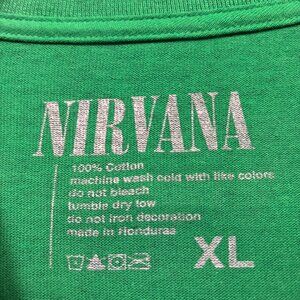 NIRVANA
100% Cotton
machine wash cold with like colors
do not bleach
tumble dry low
do not iron decoration
made in Honduras
XL